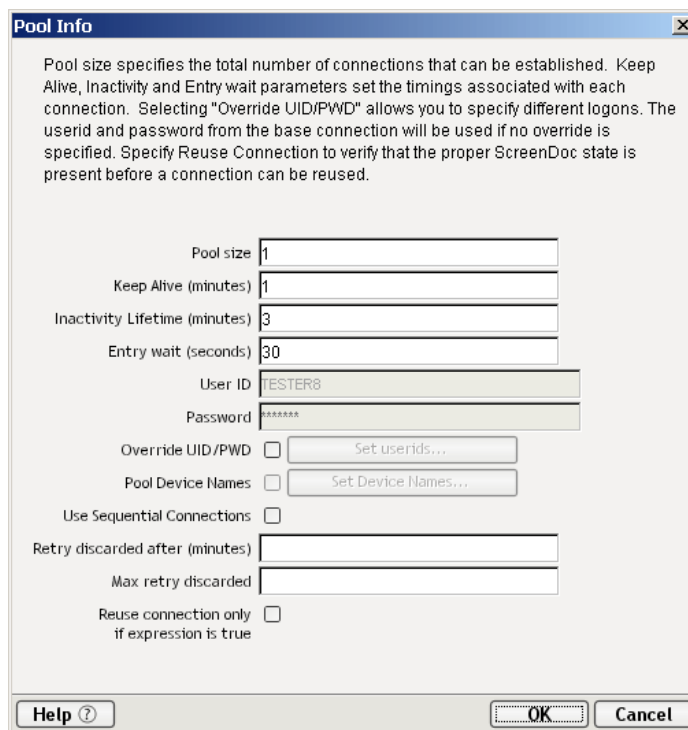 Pool Info
Pool size specifies the total number of connections that can be established. Keep
Alive, Inactivity and Entry wait parameters set the timings associated with each
connection. Selecting "Override UID/PWD" allows you to specify different logons. The
userid and password from the base connection will be used if no override is
specified. Specify Reuse Connection to verify that the proper ScreenDoc state is
present before a connection can be reused.
Pool size 1
Keep Alive (minutes) 1
Inactivity Lifetime (minutes) 3
Entry wait (seconds) 30
User ID TESTER8
Password *******
Override UID/PWD Set userids...
Pool Device Names Set Device Names...
Use Sequential Connections
Retry discarded after (minutes)
Max retry discarded
Reuse connection only
if expression is true
Help ? OK Cancel